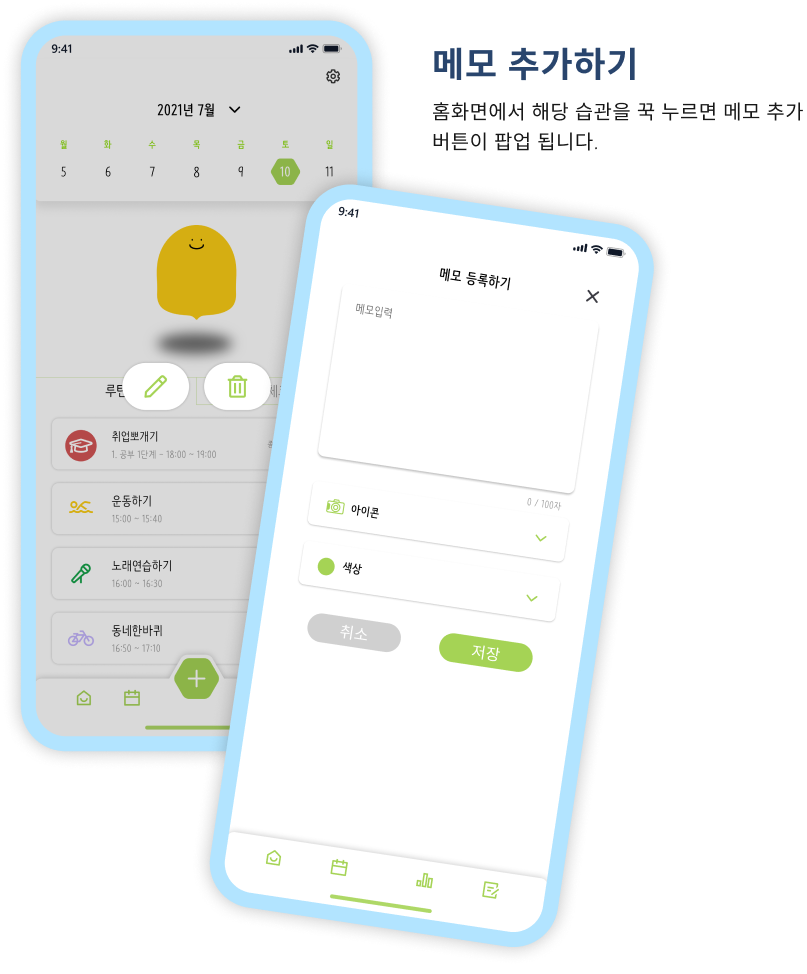 메모 추가하기
홈화면에서 해당 습관을 꾹 누르면 메모 추가
버튼이 팝업 됩니다.
9:41
2021년 7월
월 화 수 목 금 토 일
5 6 7 8 9 10 11
루틴
취업뽀개기
1. 공부 1단계 - 18:00 ~ 19:00
운동하기
15:00 ~ 15:40
노래연습하기
16:00 ~ 16:30
동네한바퀴
16:50 ~ 17:10
9:41
메모 등록하기
메모입력
0 / 100자
아이콘
색상
취소 저장